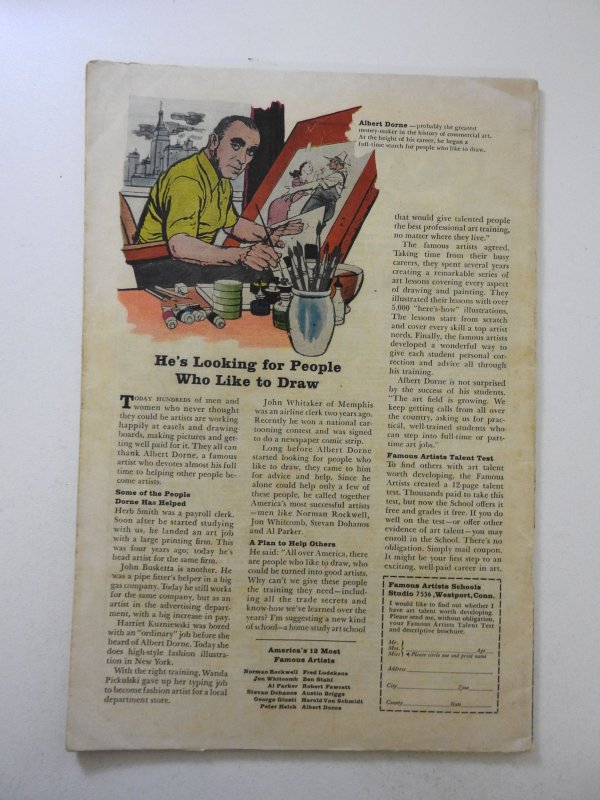 Albert Dorne — probably the greatest
money-maker in the history of commercial art.
At the height of his career, he began a
full-time search for people who like to draw.
He's Looking for People
Who Like to Draw
TODAY HUNDREDS of men and
women who never thought
they could be artists are working
happily at easels and drawing
boards, making pictures and get-
ting well paid for it. They all can
thank Albert Dorne, a famous
artist who devotes almost his full
time to helping other people be-
come artists.
Some of the People
Dorne Has Helped
Herb Smith was a payroll clerk.
Soon after he started studying
with us, he landed an art job
with a large printing firm. This
was four years ago; today he's
head artist for the same firm.
John Busketta is another. He
was a pipe fitter's helper in a big
gas company. Today he still works
for the same company, but as an
artist in the advertising depart-
ment, with a big increase in pay.
Harriet Kuzniewski was bored
with an "ordinary" job before she
heard of Albert Dorne. Today she
does high-style fashion illustra-
tion in New York.
With the right training, Wanda
Pickulski gave up her typing job
to become fashion artist for a local
department store.
John Whitaker of Memphis
was an airline clerk two years ago.
Recently he won a national car-
tooning contest and was signed
to do a newspaper comic strip.
Long before Albert Dorne
started looking for people who
like to draw, they came to him
for advice and help. Since he
alone could help only a few of
these people, he called together
America's most successful artists
—men like Norman Rockwell,
Jon Whitcomb, Stevan Dohanos
and Al Parker.
A Plan to Help Others
He said: "All over America, there
are people who like to draw, who
could be turned into good artists.
Why can't we give these people
the training they need—includ-
ing all the trade secrets and
know-how we've learned over the
years? I'm suggesting a new kind
of school—a home-study art school
that would give talented people
the best professional art training,
no matter where they live."
The famous artists agreed.
Taking time from their busy
careers, they spent several years
creating a remarkable series of
art lessons covering every aspect
of drawing and painting. They
illustrated their lessons with over
5,000 "here's-how" illustrations.
The lessons start from scratch
and cover every skill a top artist
needs. Finally, the famous artists
developed a wonderful way to
give each student personal cor-
rection and advice all through
his training.
Albert Dorne is not surprised
by the success of his students.
"The art field is growing. We
keep getting calls from all over
the country, asking us for prac-
tical, well-trained students who
can step into full-time or part-
time art jobs."
Famous Artists Talent Test
To find others with art talent
worth developing, the Famous
Artists created a 12-page talent
test. Thousands paid to take this
test, but now the School offers it
free and grades it free. If you do
well on the test—or offer other
evidence of art talent—you may
enroll in the School. There's no
obligation. Simply mail coupon.
It might be your first step to an
exciting, well-paid career in art.
America's 12 Most
Famous Artists
Norman Rockwell Fred Ludekens
Jon Whitcomb Ben Stahl
Al Parker Robert Fawcett
Stevan Dohanos Austin Briggs
George Giusti Harold Von Schmidt
Peter Helck Albert Dorne
Famous Artists Schools
Studio 7556, Westport, Conn.
I would like to find out whether I
have art talent worth developing.
Please send me, without obligation,
your Famous Artists Talent Test
and descriptive brochure.
Mr.
Mrs. Age
Miss Please circle one and print name
Address
City Zone
County State